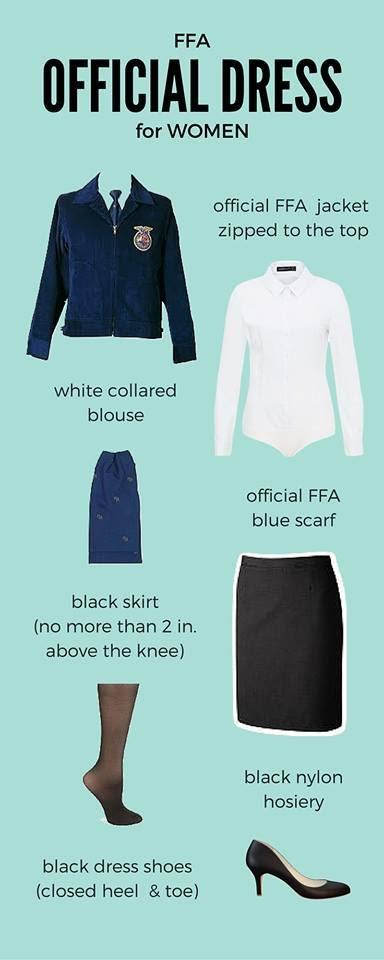 FFA
OFFICIAL DRESS
for WOMEN
official FFA jacket
zipped to the top
white collared
blouse
official FFA
blue scarf
black skirt
(no more than 2 in.
above the knee)
black nylon
hosiery
black dress shoes
(closed heel & toe)